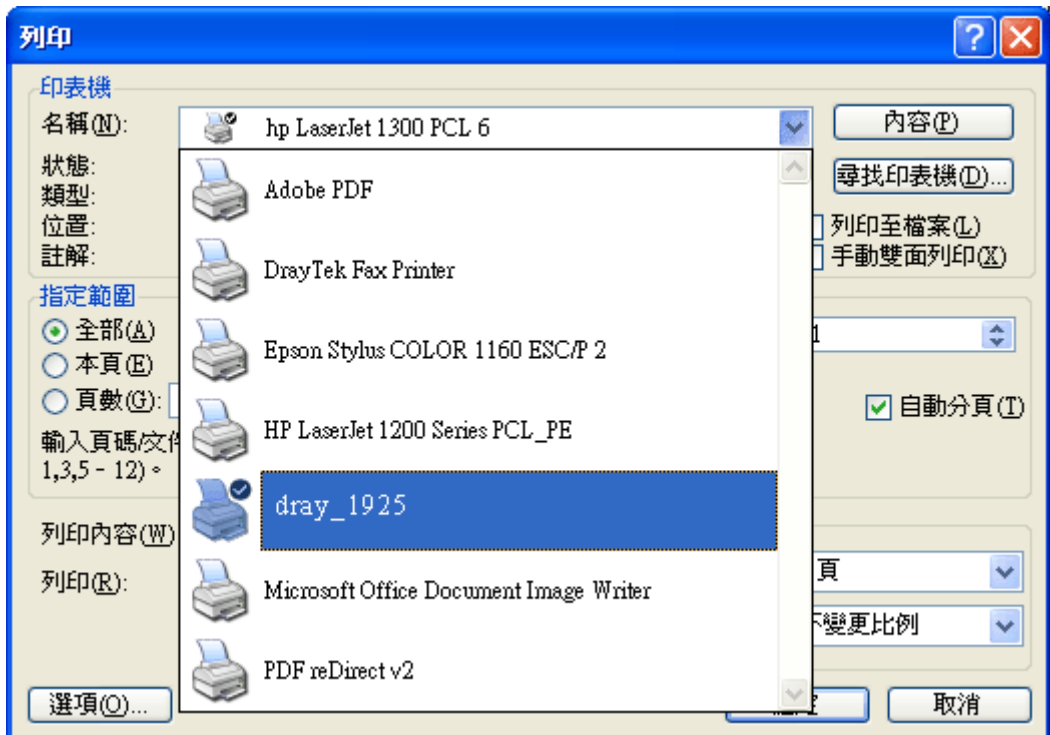 列印
印表機
名稱(N):
hp LaserJet 1300 PCL 6
內容(P)
狀態:
Adobe PDF
尋找印表機(D)...
類型:
位置:
列印至檔案(L)
註解:
DrayTek Fax Printer
手動雙面列印(X)
指定範圍
全部(A)
1
Epson Stylus COLOR 1160 ESC/P 2
本頁(E)
頁數(G):
自動分頁(T)
HP LaserJet 1200 Series PCL_PE
輸入頁碼/文件
1,3,5 - 12)。
dray_1925
列印內容(W)
列印(R):
Microsoft Office Document Image Writer
頁
不變更比例
PDF reDirect v2
選項(O)...
取消